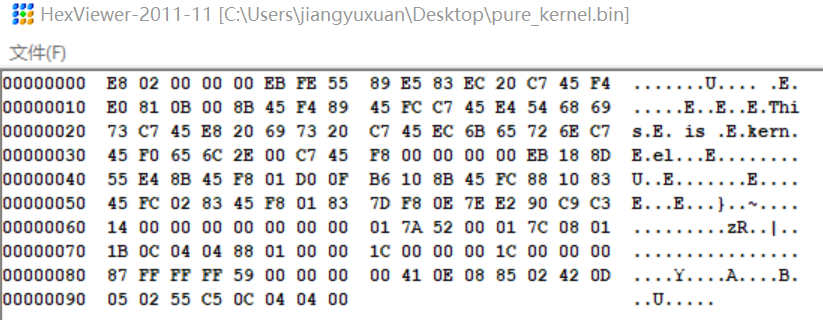 HexViewer-2011-11 [C:\Users\jiangyuxuan\Desktop\pure_kernel.bin]
文件(F)
00000000 E8 02 00 00 00 EB FE 55 89 E5 83 EC 20 C7 45 F4 .......U.... .E.
00000010 E0 81 0B 00 8B 45 F4 89 45 FC C7 45 E4 54 68 69 .....E..E..E.Thi
00000020 73 C7 45 E8 20 69 73 20 C7 45 EC 6B 65 72 6E C7 s.E. is .E.kern.
00000030 45 F0 65 6C 2E 00 C7 45 F8 00 00 00 00 EB 18 8D E.el...E........
00000040 55 E4 8B 45 F8 01 D0 0F B6 10 8B 45 FC 88 10 83 U..E.......E....
00000050 45 FC 02 83 45 F8 01 83 7D F8 0E 7E E2 90 C9 C3 E...E...}..~....
00000060 14 00 00 00 00 00 00 00 01 7A 52 00 01 7C 08 01 .........zR..|..
00000070 1B 0C 04 04 88 01 00 00 1C 00 00 00 1C 00 00 00 ................
00000080 87 FF FF FF 59 00 00 00 00 41 0E 08 85 02 42 0D ....Y....A....B.
00000090 05 02 55 C5 0C 04 04 00 ..U.....